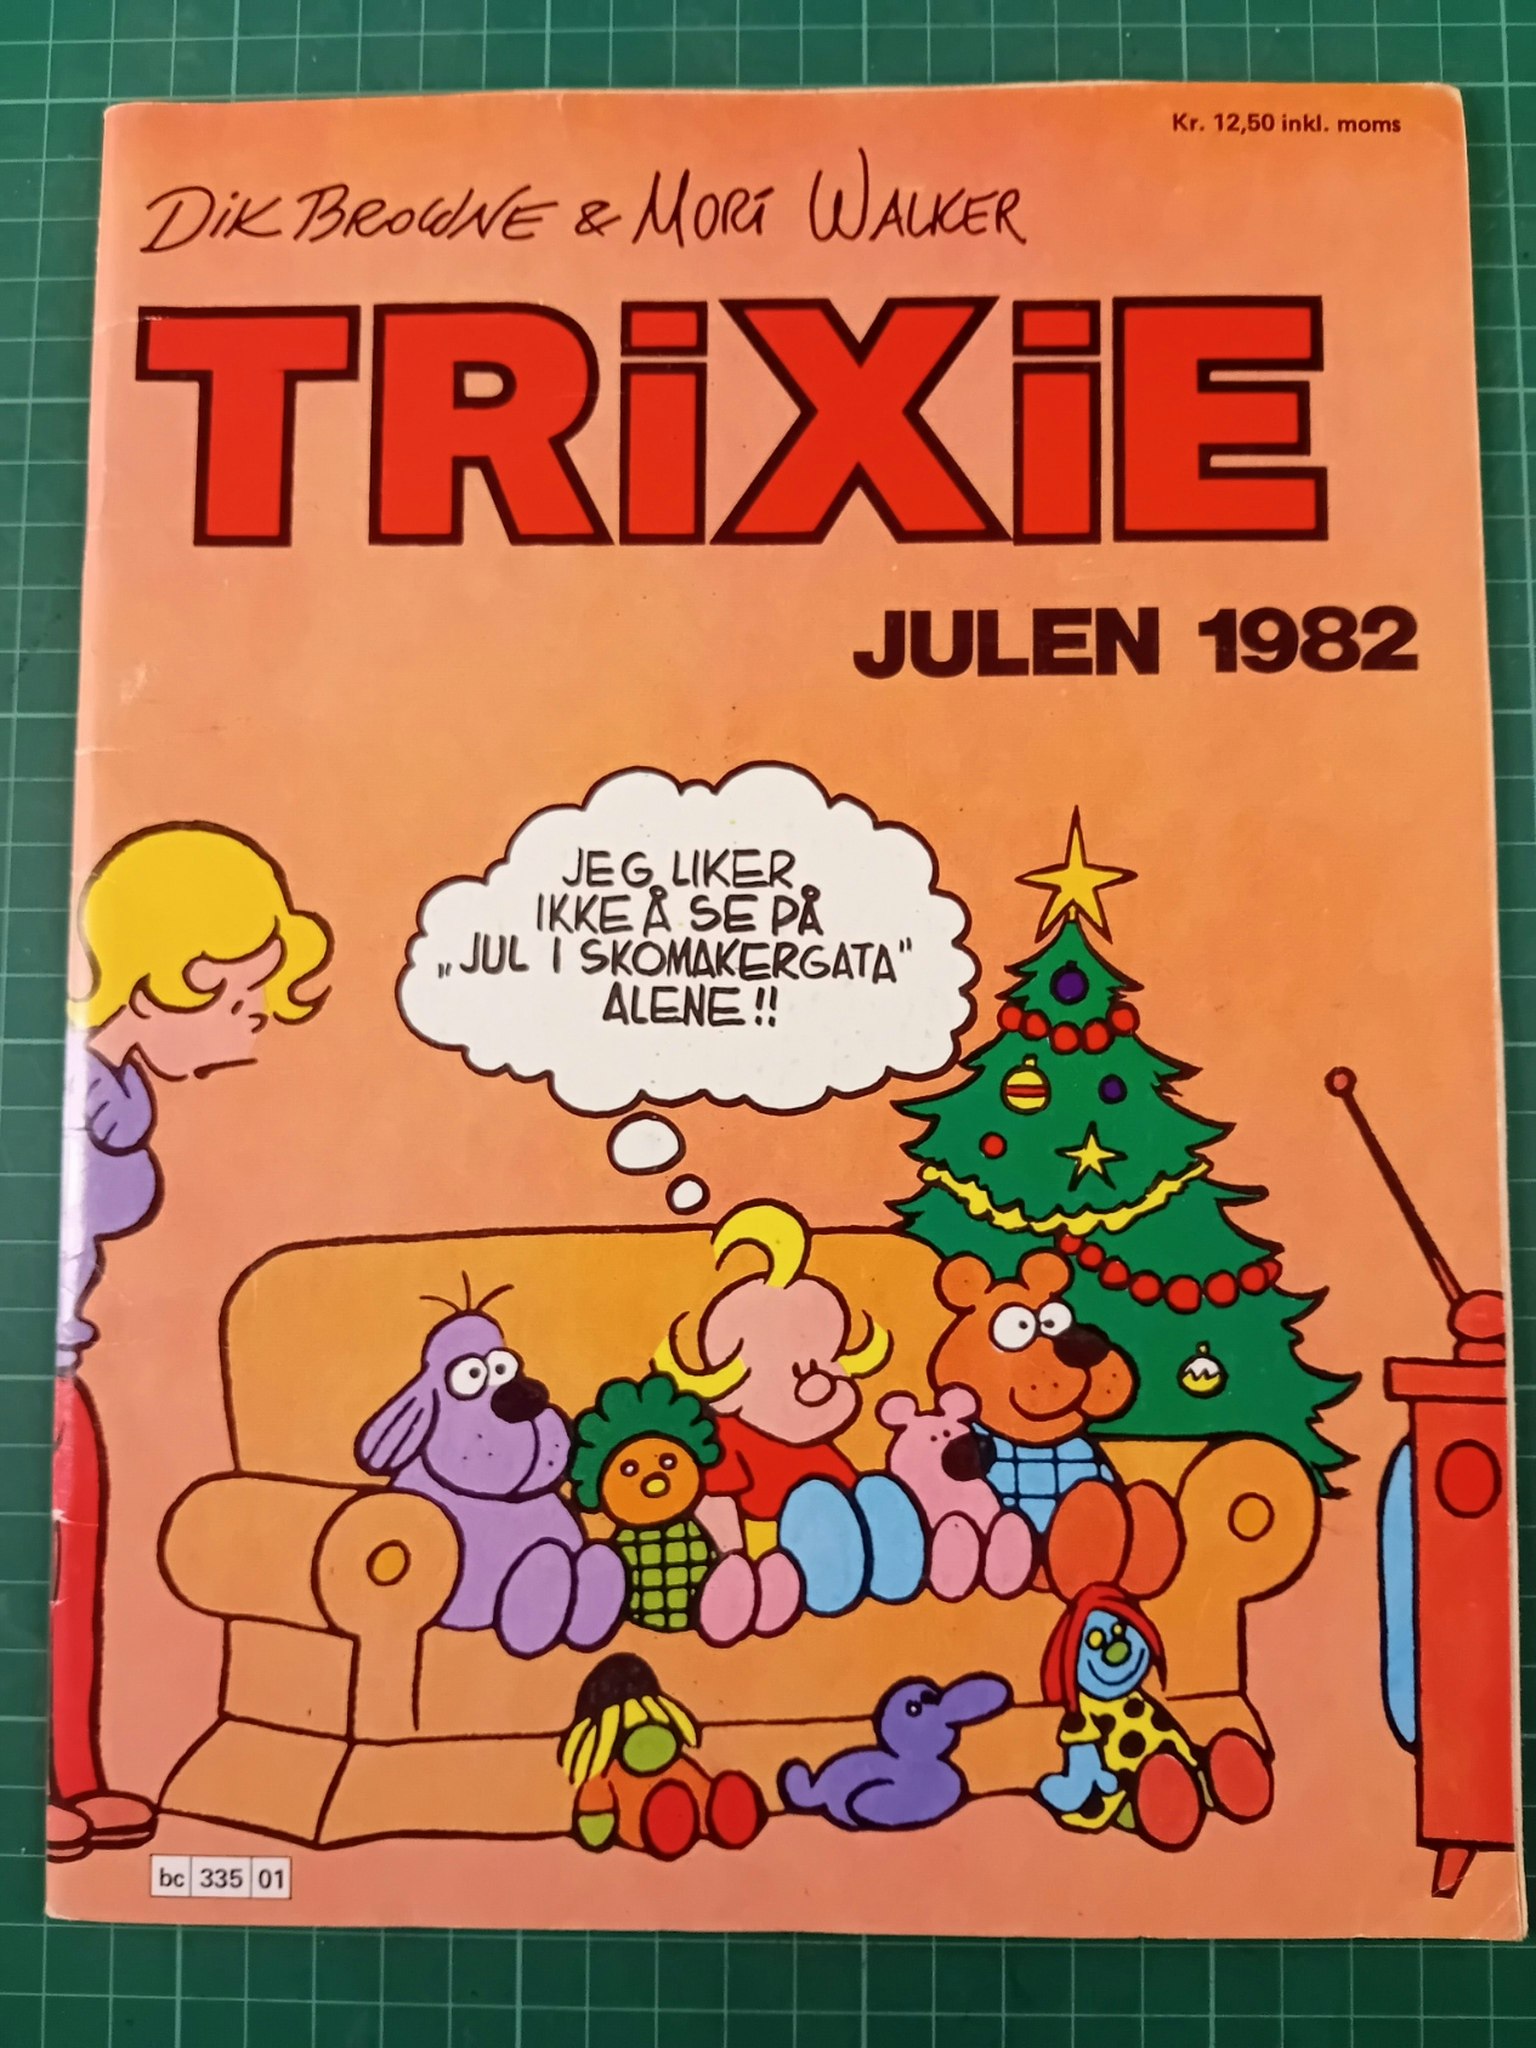 Kr. 12,50 inkl. moms
DiK BROWNE & MORT WALKER
TRiXiE
JULEN 1982
JEG LIKER
IKKE Å SE PÅ
„JUL I SKOMAKERGATA"
ALENE!!
bc 335 01